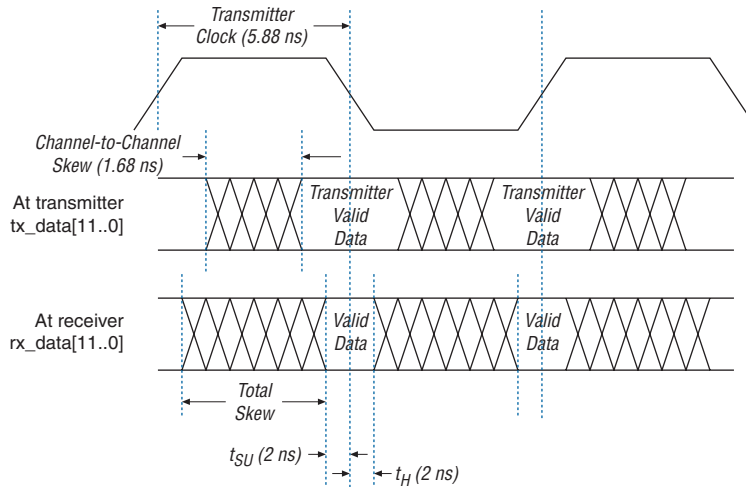 Transmitter
Clock (5.88 ns)
Channel-to-Channel
Skew (1.68 ns)
At transmitter
tx_data[11..0]
Transmitter
Valid
Data
Transmitter
Valid
Data
At receiver
rx_data[11..0]
Valid
Data
Valid
Data
Total
Skew
tSU (2 ns)
tH (2 ns)